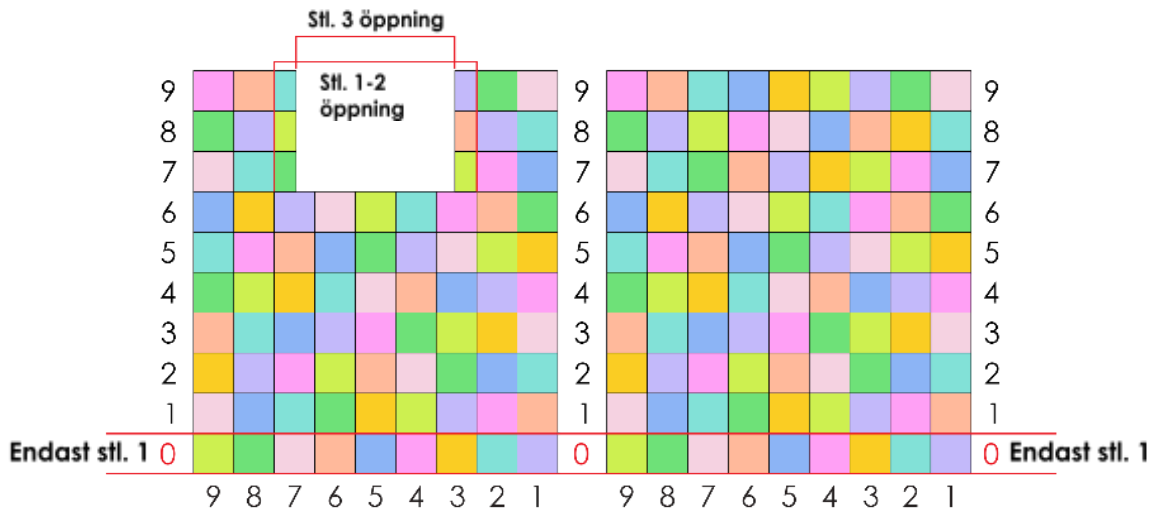 Stl. 3 öppning
Stl. 1-2
öppning
9 9 9
8 8 8
7 7 7
6 6 6
5 5 5
4 4 4
3 3 3
2 2 2
1 1 1
Endast stl. 1 0 0 0 Endast stl. 1
9 8 7 6 5 4 3 2 1 9 8 7 6 5 4 3 2 1